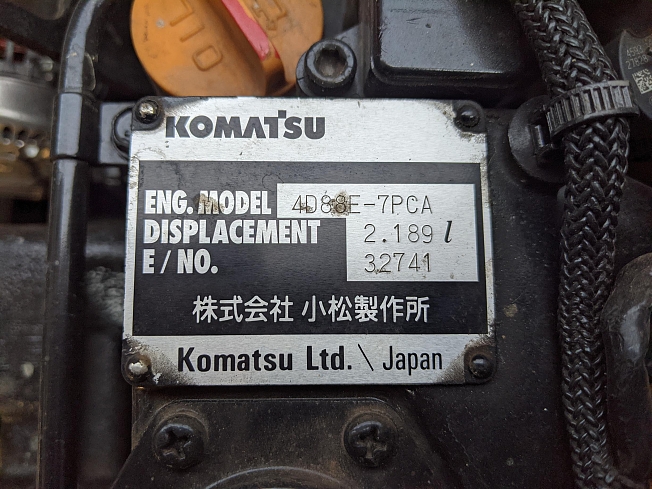 KOMATSU
ENG. MODEL 4D88E-7PCA
DISPLACEMENT 2.189 l
E / NO. 32741
株式会社 小松製作所
Komatsu Ltd. \ Japan